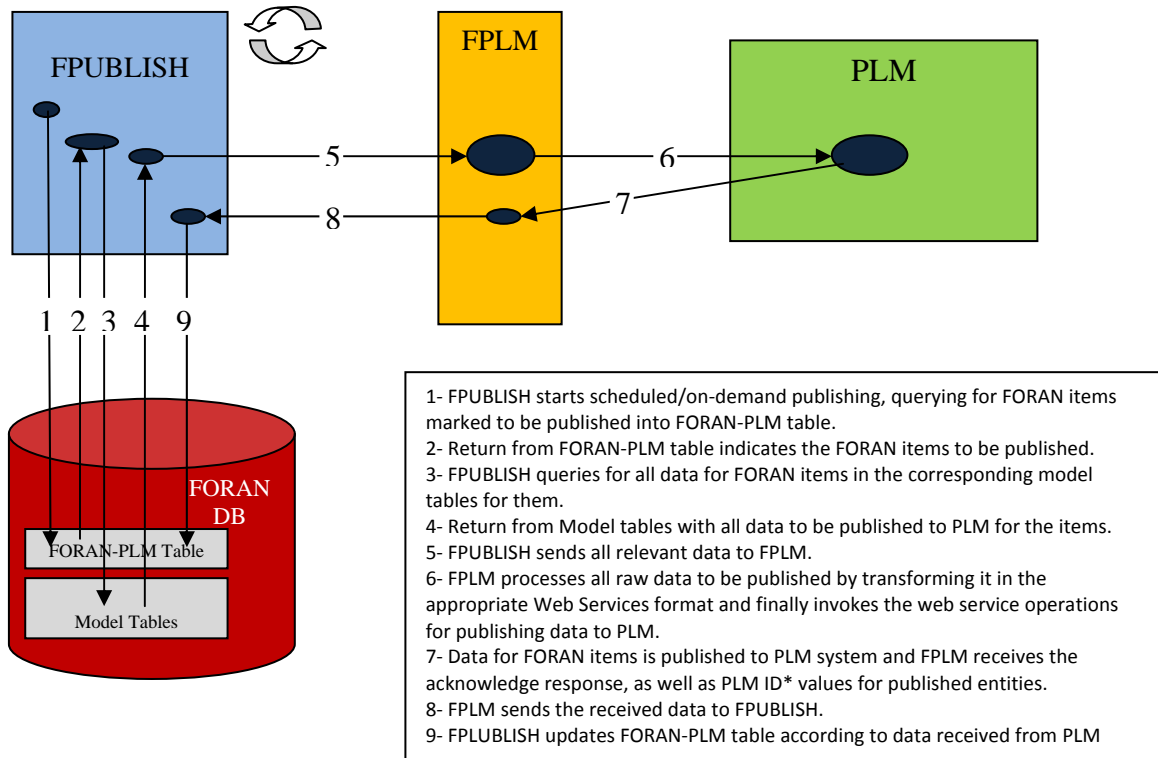 FPUBLISH
FPLM
PLM
5
6
7
8
1
2
3
4
9
FORAN
DB
FORAN-PLM Table
Model Tables
1- FPUBLISH starts scheduled/on-demand publishing, querying for FORAN items
marked to be published into FORAN-PLM table.
2- Return from FORAN-PLM table indicates the FORAN items to be published.
3- FPUBLISH queries for all data for FORAN items in the corresponding model
tables for them.
4- Return from Model tables with all data to be published to PLM for the items.
5- FPUBLISH sends all relevant data to FPLM.
6- FPLM processes all raw data to be published by transforming it in the
appropriate Web Services format and finally invokes the web service operations
for publishing data to PLM.
7- Data for FORAN items is published to PLM system and FPLM receives the
acknowledge response, as well as PLM ID* values for published entities.
8- FPLM sends the received data to FPUBLISH.
9- FPLUBLISH updates FORAN-PLM table according to data received from PLM